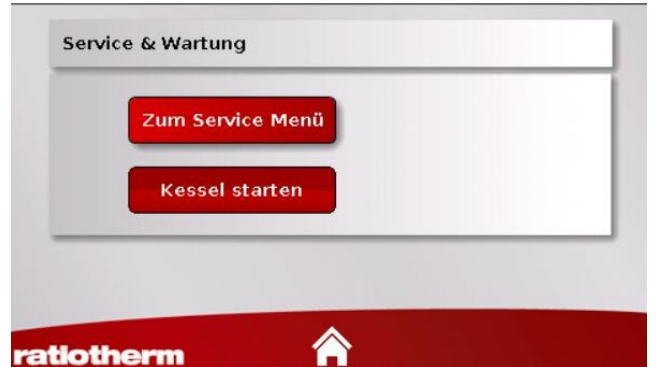 Service & Wartung
Zum Service Menü
Kessel starten
ratiotherm